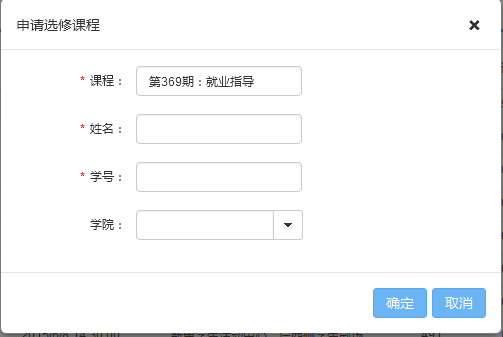 申请选修课程
* 课程： 第369期：就业指导
* 姓名：
* 学号：
学院：
确定 取消